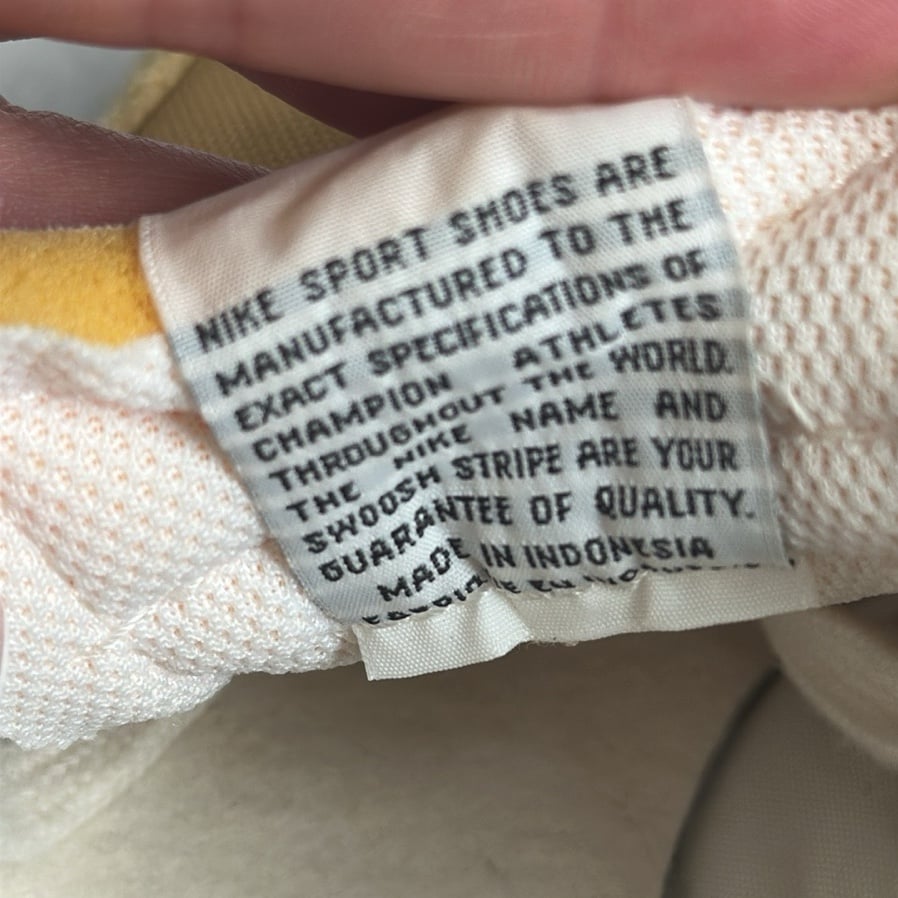 NIKE SPORT SHOES ARE
MANUFACTURED TO THE
EXACT SPECIFICATIONS OF
CHAMPION ATHLETES
THROUGHOUT THE WORLD.
THE NIKE NAME AND
SWOOSH STRIPE ARE YOUR
GUARANTEE OF QUALITY.
MADE IN INDONESIA